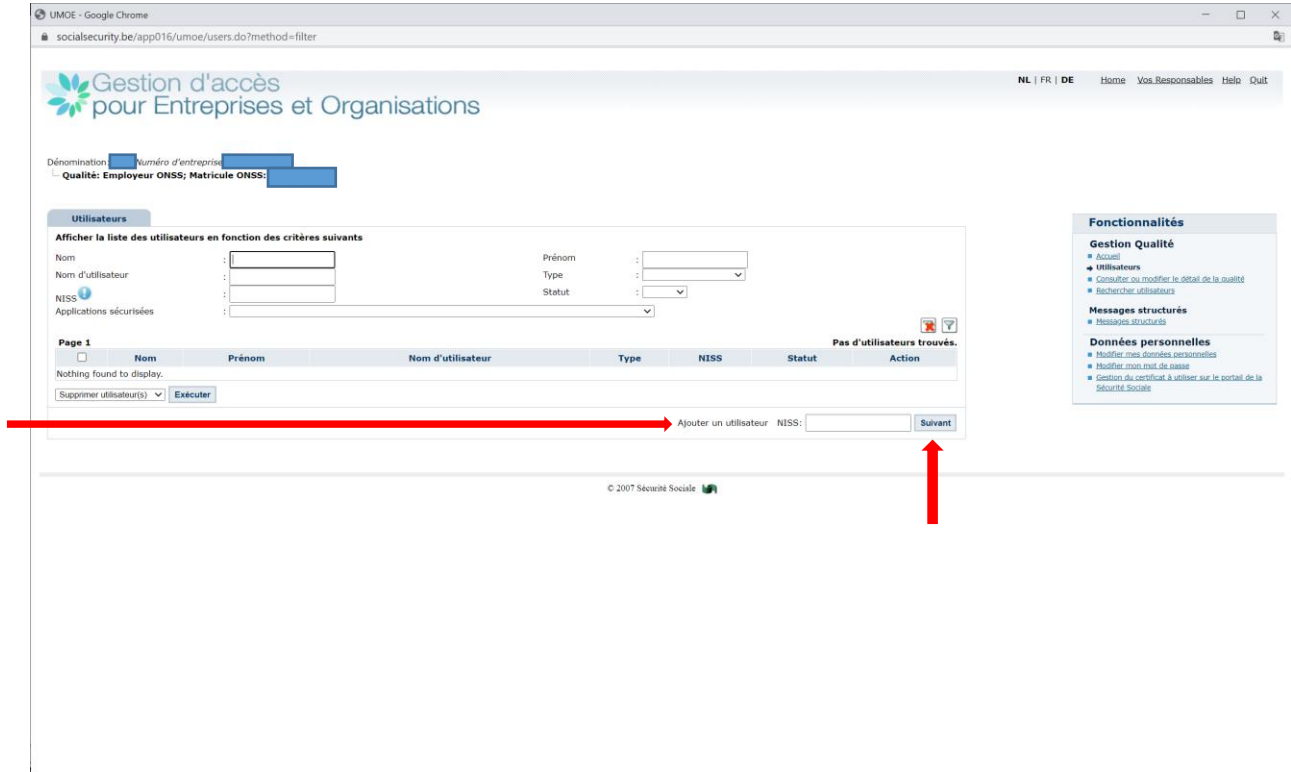 UMOE - Google Chrome
socialsecurity.be/app016/umoe/users.do?method=filter
Gestion d'accès
pour Entreprises et Organisations
NL | FR | DE Home Vos Responsables Help Quit
Dénomination: Numéro d'entreprise
Qualité: Employeur ONSS; Matricule ONSS:
Utilisateurs
Afficher la liste des utilisateurs en fonction des critères suivants
Nom : Prénom :
Nom d'utilisateur : Type :
NISS : Statut :
Applications sécurisées :
Page 1 Pas d'utilisateurs trouvés.
Nom Prénom Nom d'utilisateur Type NISS Statut Action
Nothing found to display.
Supprimer utilisateur(s) Exécuter
Ajouter un utilisateur NISS: Suivant
Fonctionnalités
Gestion Qualité
Accueil
Utilisateurs
Consulter ou modifier le détail de la qualité
Rechercher utilisateurs
Messages structurés
Messages structurés
Données personnelles
Modifier mes données personnelles
Modifier mon mot de passe
Gestion du certificat à utiliser sur le portail de la
Sécurité Sociale
© 2007 Sécurité Sociale